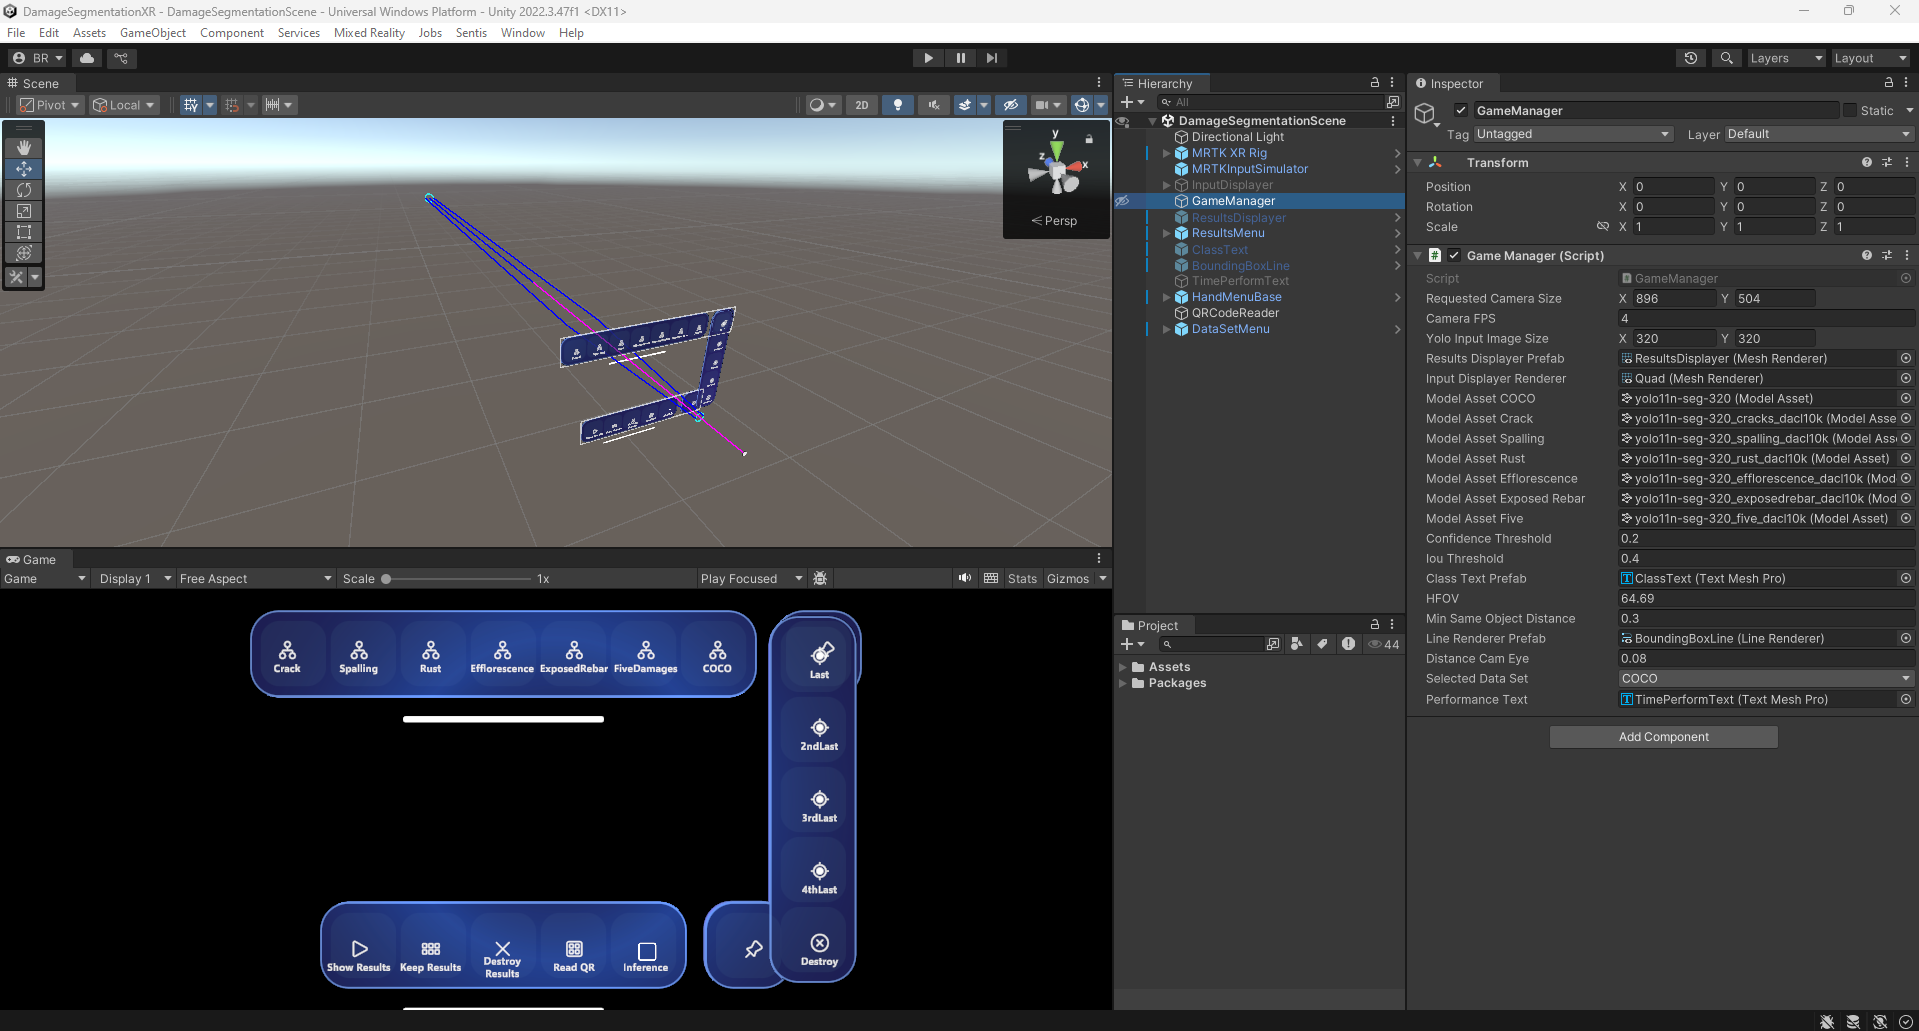 DamageSegmentationXR - DamageSegmentationScene - Universal Windows Platform - Unity 2022.3.47f1 <DX11>
File Edit Assets GameObject Component Services Mixed Reality Jobs Sentis Window Help
BR Layers Layout
Scene
Pivot Local 2D
y
z
x
Persp
Game
Game Display 1 Free Aspect Scale 1x Play Focused Stats Gizmos
Crack Spalling Rust Efflorescence ExposedRebar FiveDamages COCO
Last
2ndLast
3rdLast
4thLast
Destroy
Show Results Keep Results Destroy Results Read QR Inference
Hierarchy
All
DamageSegmentationScene
Directional Light
MRTK XR Rig
MRTKInputSimulator
InputDisplayer
GameManager
ResultsDisplayer
ResultsMenu
ClassText
BoundingBoxLine
TimePerformText
HandMenuBase
QRCodeReader
DataSetMenu
Project
44
Assets
Packages
Inspector
GameManager Static
Tag Untagged Layer Default
Transform
Position X 0 Y 0 Z 0
Rotation X 0 Y 0 Z 0
Scale X 1 Y 1 Z 1
# Game Manager (Script)
Script GameManager
Requested Camera Size X 896 Y 504
Camera FPS 4
Yolo Input Image Size X 320 Y 320
Results Displayer Prefab ResultsDisplayer (Mesh Renderer)
Input Displayer Renderer Quad (Mesh Renderer)
Model Asset COCO yolo11n-seg-320 (Model Asset)
Model Asset Crack yolo11n-seg-320_cracks_dacl10k (Model Asse
Model Asset Spalling yolo11n-seg-320_spalling_dacl10k (Model Ass
Model Asset Rust yolo11n-seg-320_rust_dacl10k (Model Asset)
Model Asset Efflorescence yolo11n-seg-320_efflorescence_dacl10k (Mod
Model Asset Exposed Rebar yolo11n-seg-320_exposedrebar_dacl10k (Mod
Model Asset Five yolo11n-seg-320_five_dacl10k (Model Asset)
Confidence Threshold 0.2
Iou Threshold 0.4
Class Text Prefab ClassText (Text Mesh Pro)
HFOV 64.69
Min Same Object Distance 0.3
Line Renderer Prefab BoundingBoxLine (Line Renderer)
Distance Cam Eye 0.08
Selected Data Set COCO
Performance Text TimePerformText (Text Mesh Pro)
Add Component